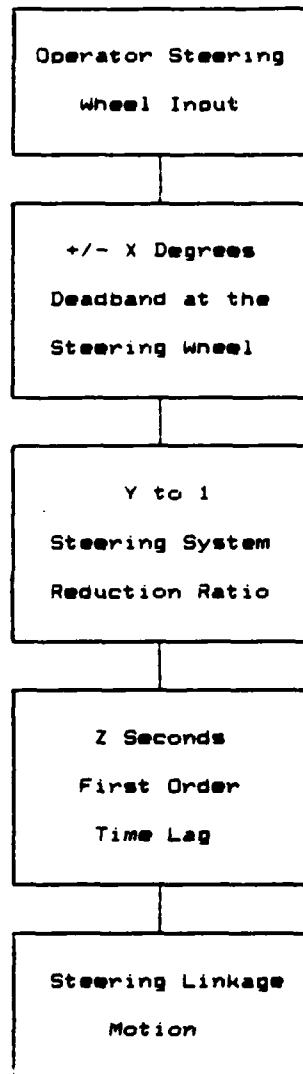 Operator Steering
Wheel Input
+/- X Degrees
Deadband at the
Steering Wheel
Y to 1
Steering System
Reduction Ratio
Z Seconds
First Order
Time Lag
Steering Linkage
Motion